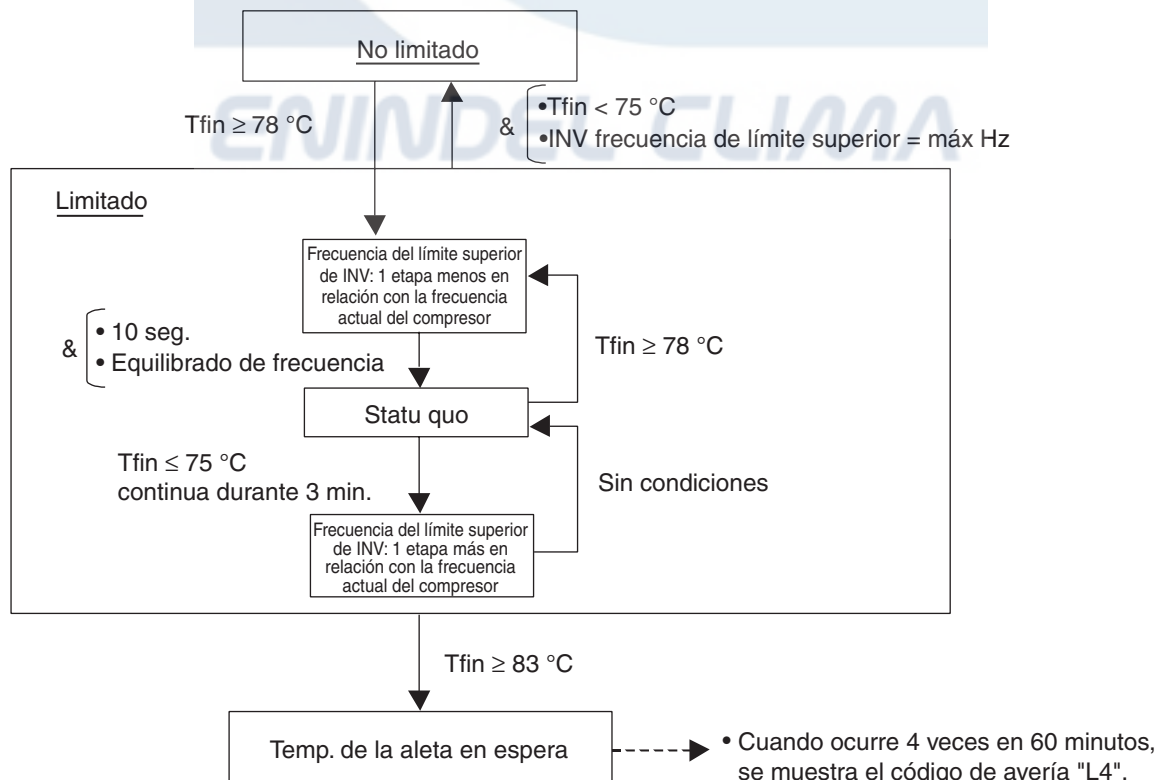 No limitado
ENINDEL CLIMA
Tfin ≥ 78 °C
&
•Tfin < 75 °C
•INV frecuencia de límite superior = máx Hz
Limitado
Frecuencia del límite superior
de INV: 1 etapa menos en
relación con la frecuencia
actual del compresor
&
• 10 seg.
• Equilibrado de frecuencia
Tfin ≥ 78 °C
Statu quo
Tfin ≤ 75 °C
continua durante 3 min.
Sin condiciones
Frecuencia del límite superior
de INV: 1 etapa más en
relación con la frecuencia
actual del compresor
Tfin ≥ 83 °C
Temp. de la aleta en espera
• Cuando ocurre 4 veces en 60 minutos,
se muestra el código de avería "L4".